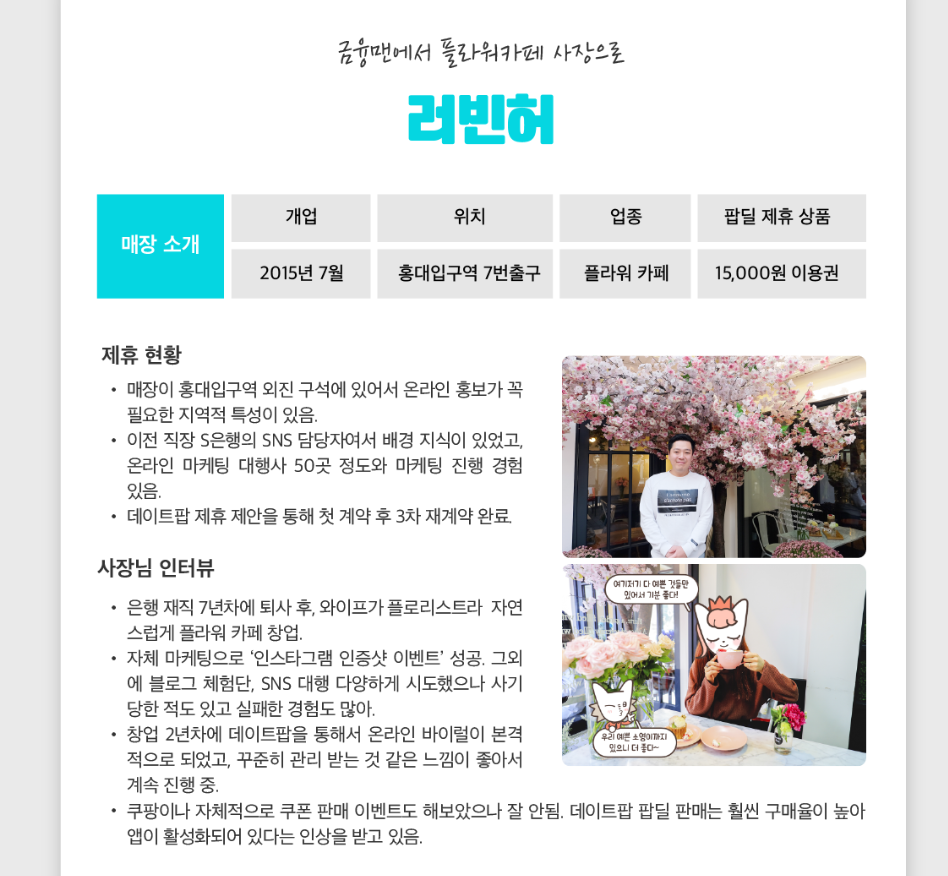 금융맨에서 플라워카페 사장으로
러빈허
매장 소개
개업
위치
업종
팝딜 제휴 상품
2015년 7월
홍대입구역 7번출구
플라워 카페
15,000원 이용권
제휴 현황
• 매장이 홍대입구역 외진 구석에 있어서 온라인 홍보가 꼭
필요한 지역적 특성이 있음.
• 이전 직장 S은행의 SNS 담당자여서 배경 지식이 있었고,
온라인 마케팅 대행사 50곳 정도와 마케팅 진행 경험
있음.
• 데이트팝 제휴 제안을 통해 첫 계약 후 3차 재계약 완료.
사장님 인터뷰
• 은행 재직 7년차에 퇴사 후, 와이프가 플로리스트라 자연
스럽게 플라워 카페 창업.
• 자체 마케팅으로 ‘인스타그램 인증샷 이벤트’ 성공. 그외
에 블로그 체험단, SNS 대행 다양하게 시도했으나 사기
당한 적도 있고 실패한 경험도 많아.
• 창업 2년차에 데이트팝을 통해서 온라인 바이럴이 본격
적으로 되었고, 꾸준히 관리 받는 것 같은 느낌이 좋아서
계속 진행 중.
• 쿠팡이나 자체적으로 쿠폰 판매 이벤트도 해보았으나 잘 안됨. 데이트팝 팝딜 판매는 훨씬 구매율이 높아
앱이 활성화되어 있다는 인상을 받고 있음.
여기저기 다 예쁜 것들만
있어서 기분 좋다!
우리 예쁜 소영이까지
있으니 더 좋다~